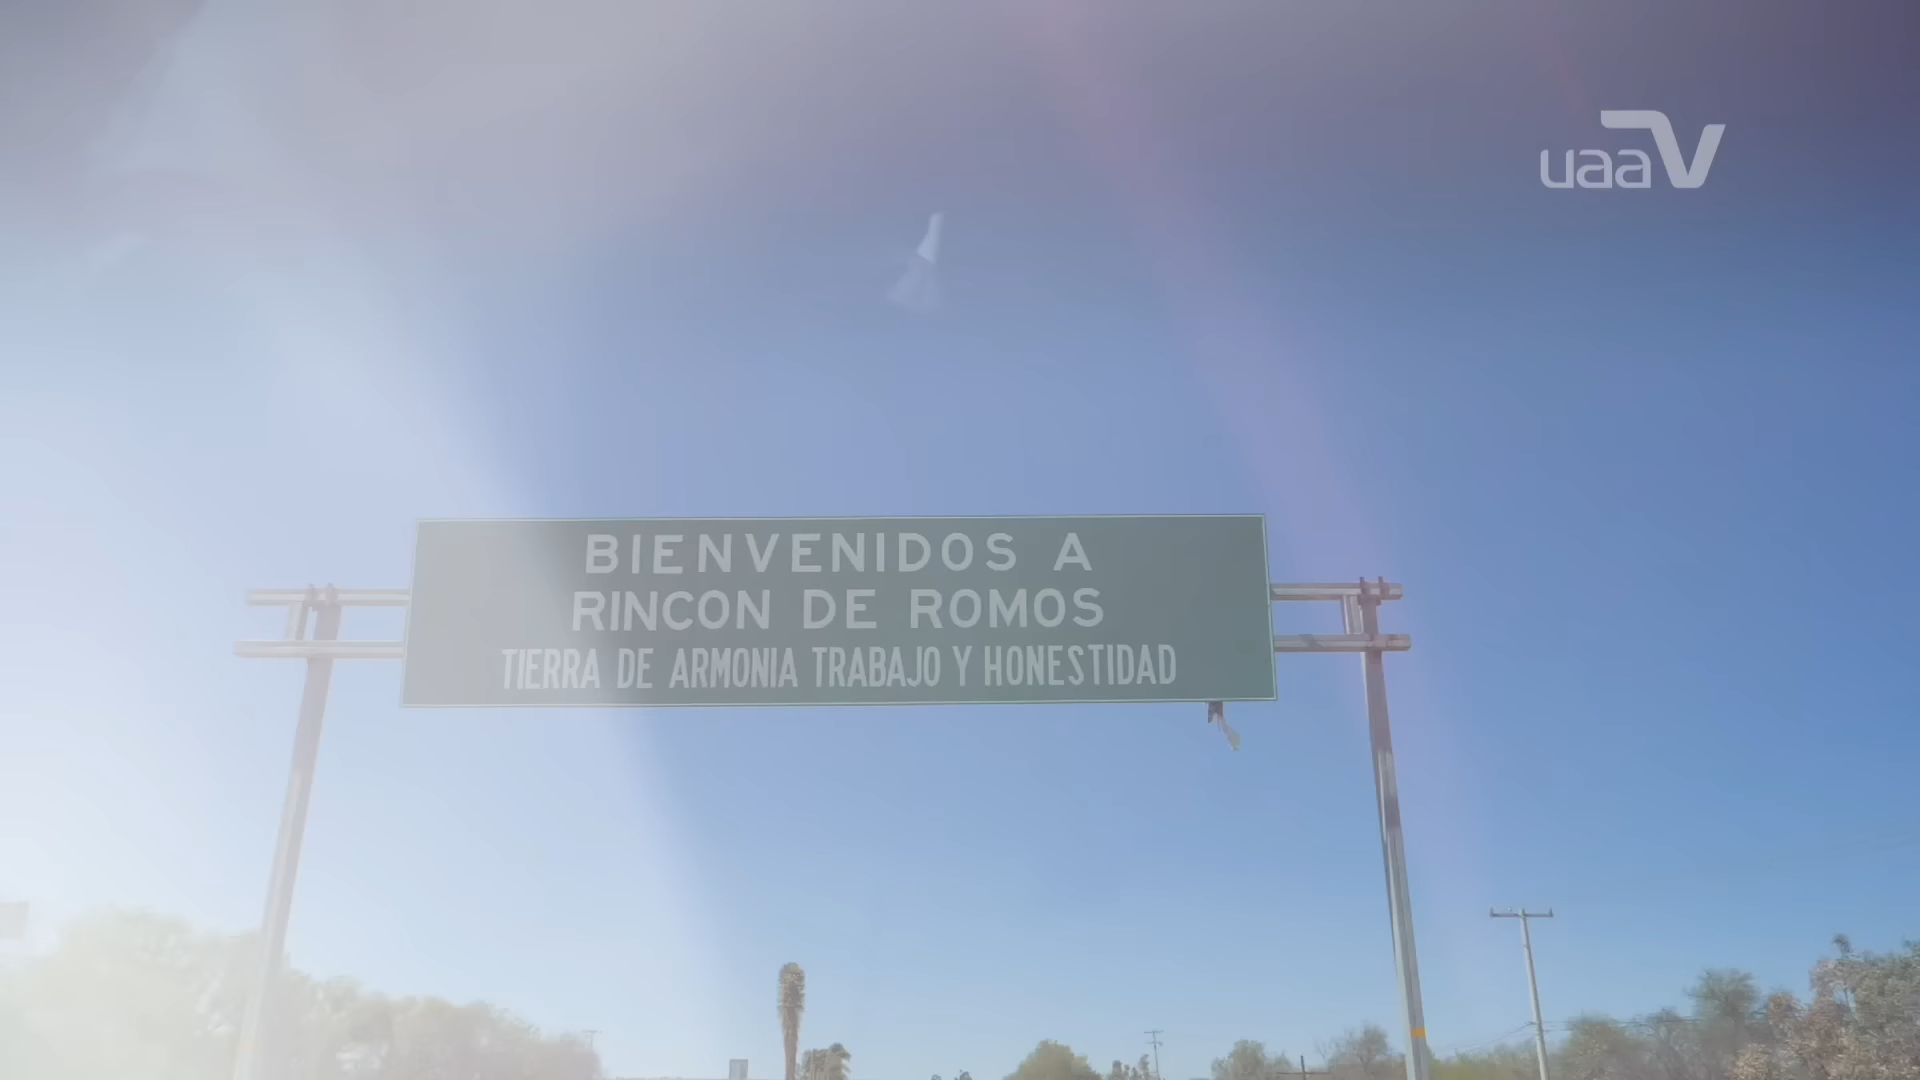 uaaV
BIENVENIDOS A
RINCON DE ROMOS
TIERRA DE ARMONIA TRABAJO Y HONESTIDAD